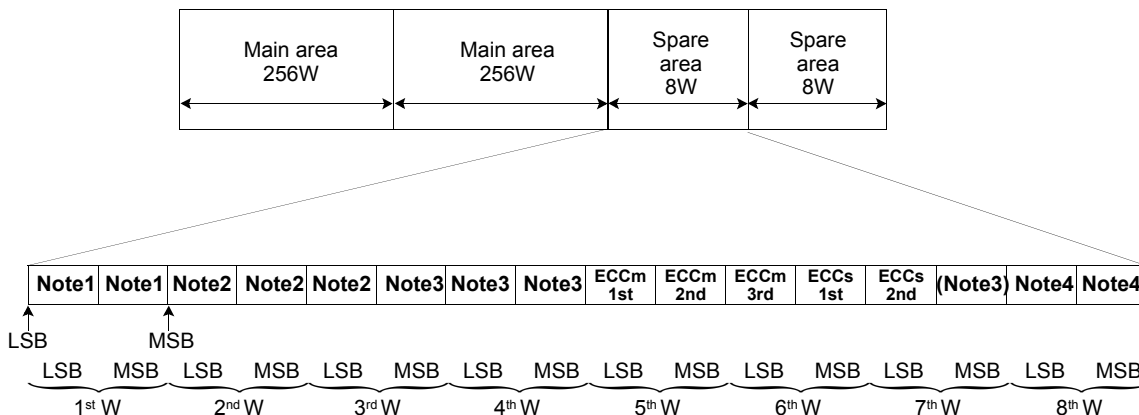 Main area
256W
Main area
256W
Spare
area
8W
Spare
area
8W
Note1 Note1 Note2 Note2 Note2 Note3 Note3 Note3 ECCm 1st ECCm 2nd ECCm 3rd ECCs 1st ECCs 2nd (Note3) Note4 Note4
LSB MSB
LSB MSB LSB MSB LSB MSB LSB MSB LSB MSB LSB MSB LSB MSB LSB MSB
1st W 2nd W 3rd W 4th W 5th W 6th W 7th W 8th W